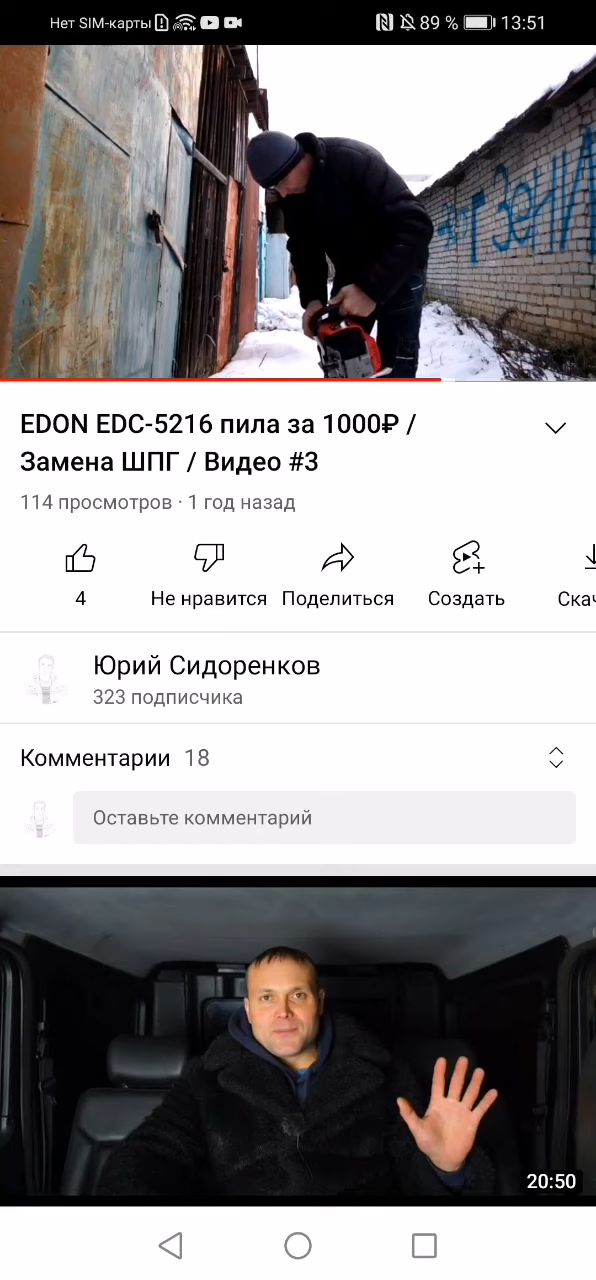 Нет SIM-карты 89 % 13:51
EDON EDC-5216 пила за 1000₽ /
Замена ШПГ / Видео #3
114 просмотров · 1 год назад
4 Не нравится Поделиться Создать Скач
Юрий Сидоренков
323 подписчика
Комментарии 18
Оставьте комментарий
20:50